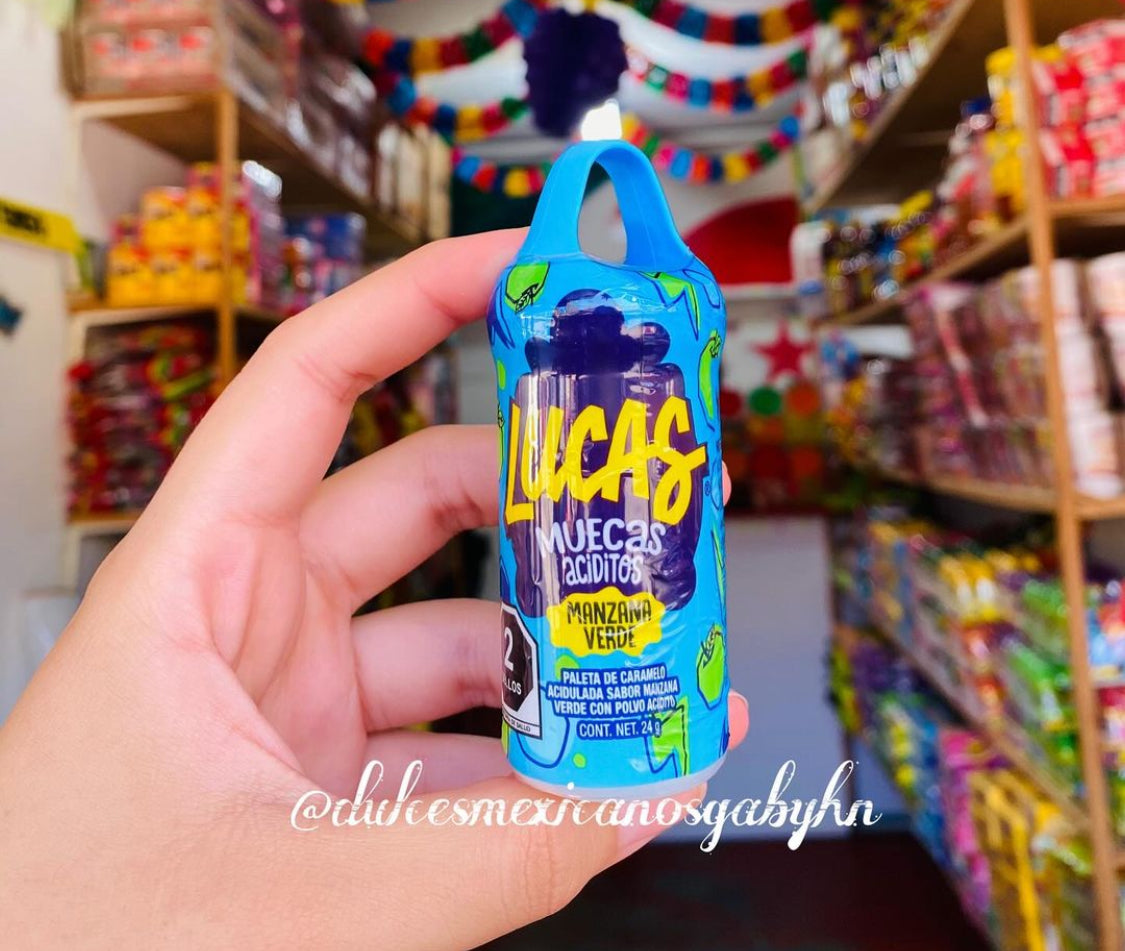 LUCAS
MUECAS
ACIDITOS
MANZANA
VERDE
2
PALETA DE CARAMELO
ACIDULADA SABOR MANZANA
VERDE CON POLVO ACIDITO
CONT. NET. 24 g
@dulcesmexicanosgabyhn